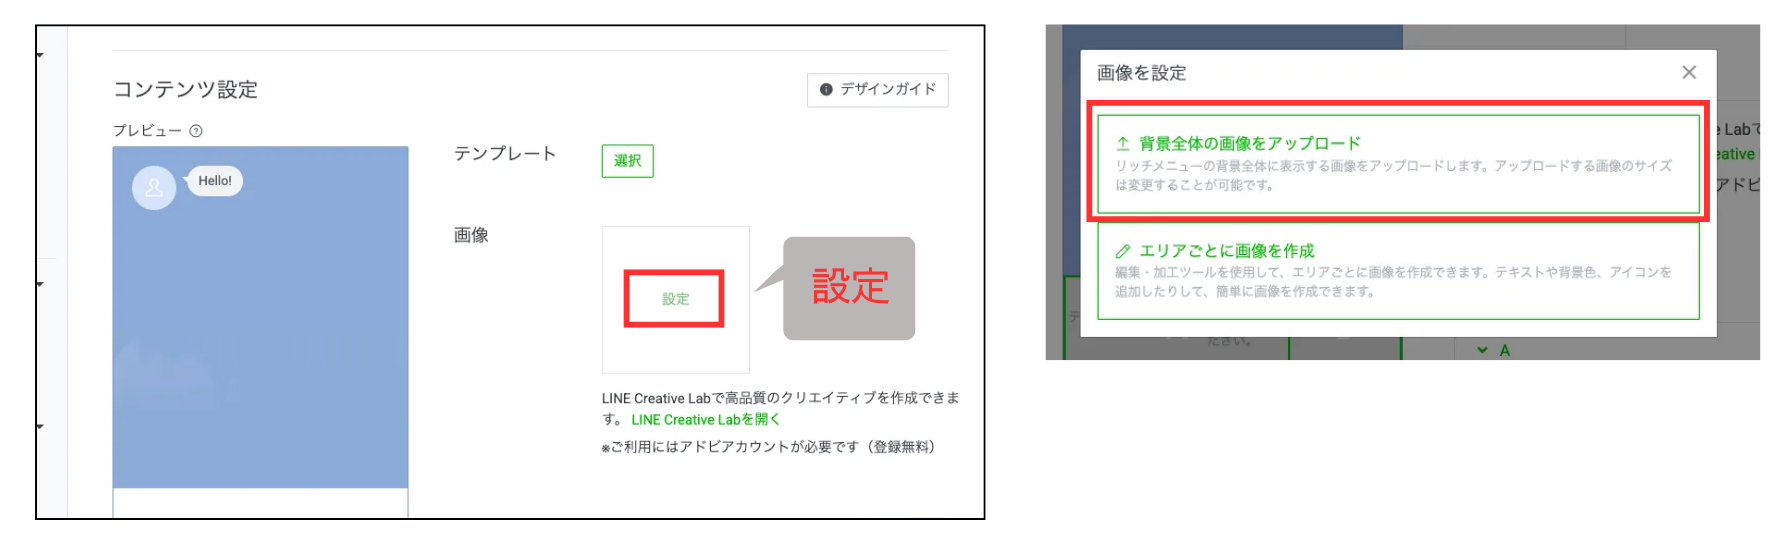 コンテンツ設定
デザインガイド
プレビュー
Hello!
テンプレート
選択
画像
設定
設定
LINE Creative Labで高品質のクリエイティブを作成できま
す。 LINE Creative Labを開く
※ご利用にはアドビアカウントが必要です（登録無料）
画像を設定
背景全体の画像をアップロード
リッチメニューの背景全体に表示する画像をアップロードします。アップロードする画像のサイズ
は変更することが可能です。
エリアごとに画像を作成
編集・加工ツールを使用して、エリアごとに画像を作成できます。テキストや背景色、アイコンを
追加したりして、簡単に画像を作成できます。
Labで
eative
アドビ
ださい。
A